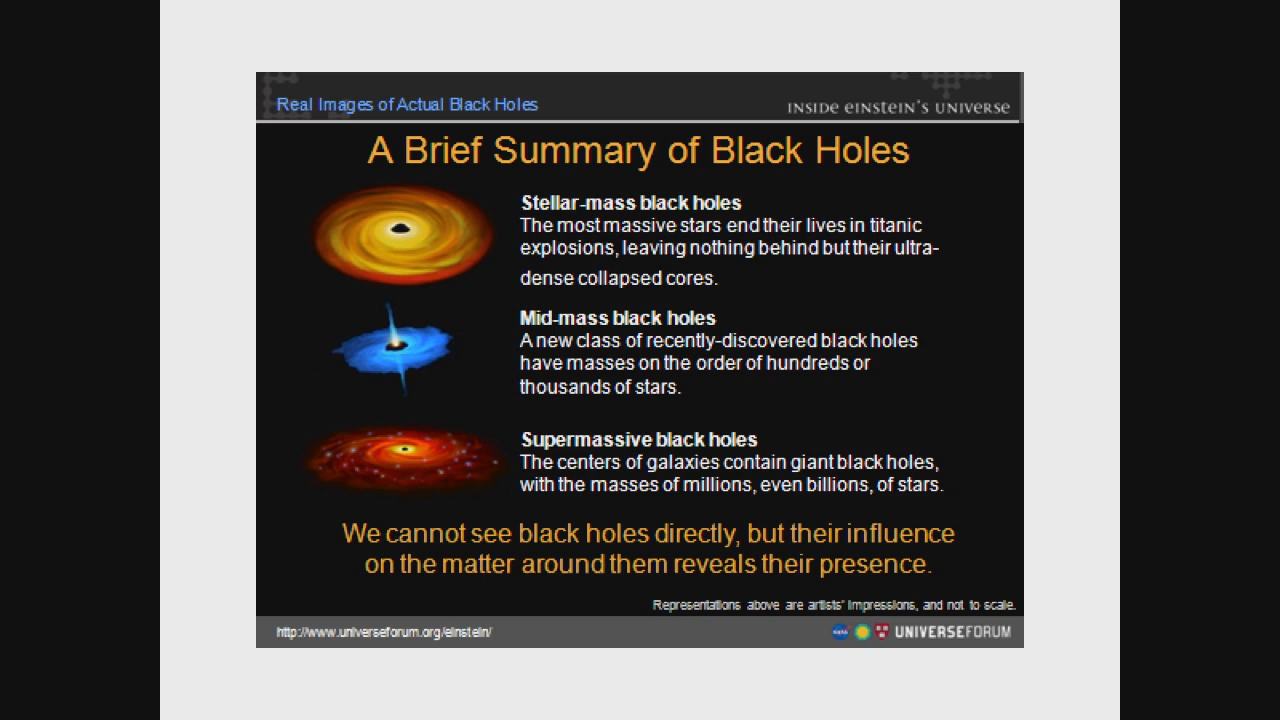 Real Images of Actual Black Holes
INSIDE EINSTEIN'S UNIVERSE
A Brief Summary of Black Holes
Stellar-mass black holes
The most massive stars end their lives in titanic
explosions, leaving nothing behind but their ultra-
dense collapsed cores.
Mid-mass black holes
A new class of recently-discovered black holes
have masses on the order of hundreds or
thousands of stars.
Supermassive black holes
The centers of galaxies contain giant black holes,
with the masses of millions, even billions, of stars.
We cannot see black holes directly, but their influence
on the matter around them reveals their presence.
Representations above are artists' impressions, and not to scale.
http://www.universeforum.org/einstein/
NASA
UNIVERSEFORUM